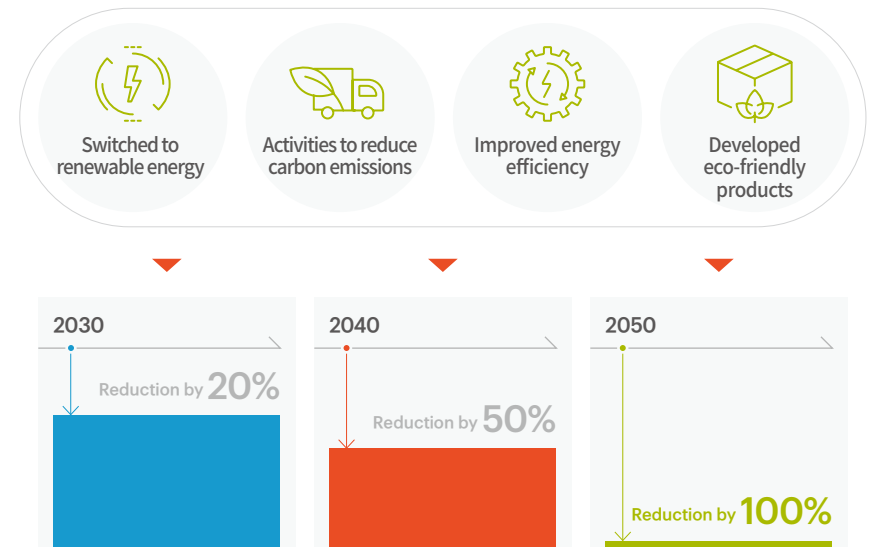 Switched to
renewable energy
Activities to reduce
carbon emissions
Improved energy
efficiency
Developed
eco-friendly
products
2030
Reduction by 20%
2040
Reduction by 50%
2050
Reduction by 100%